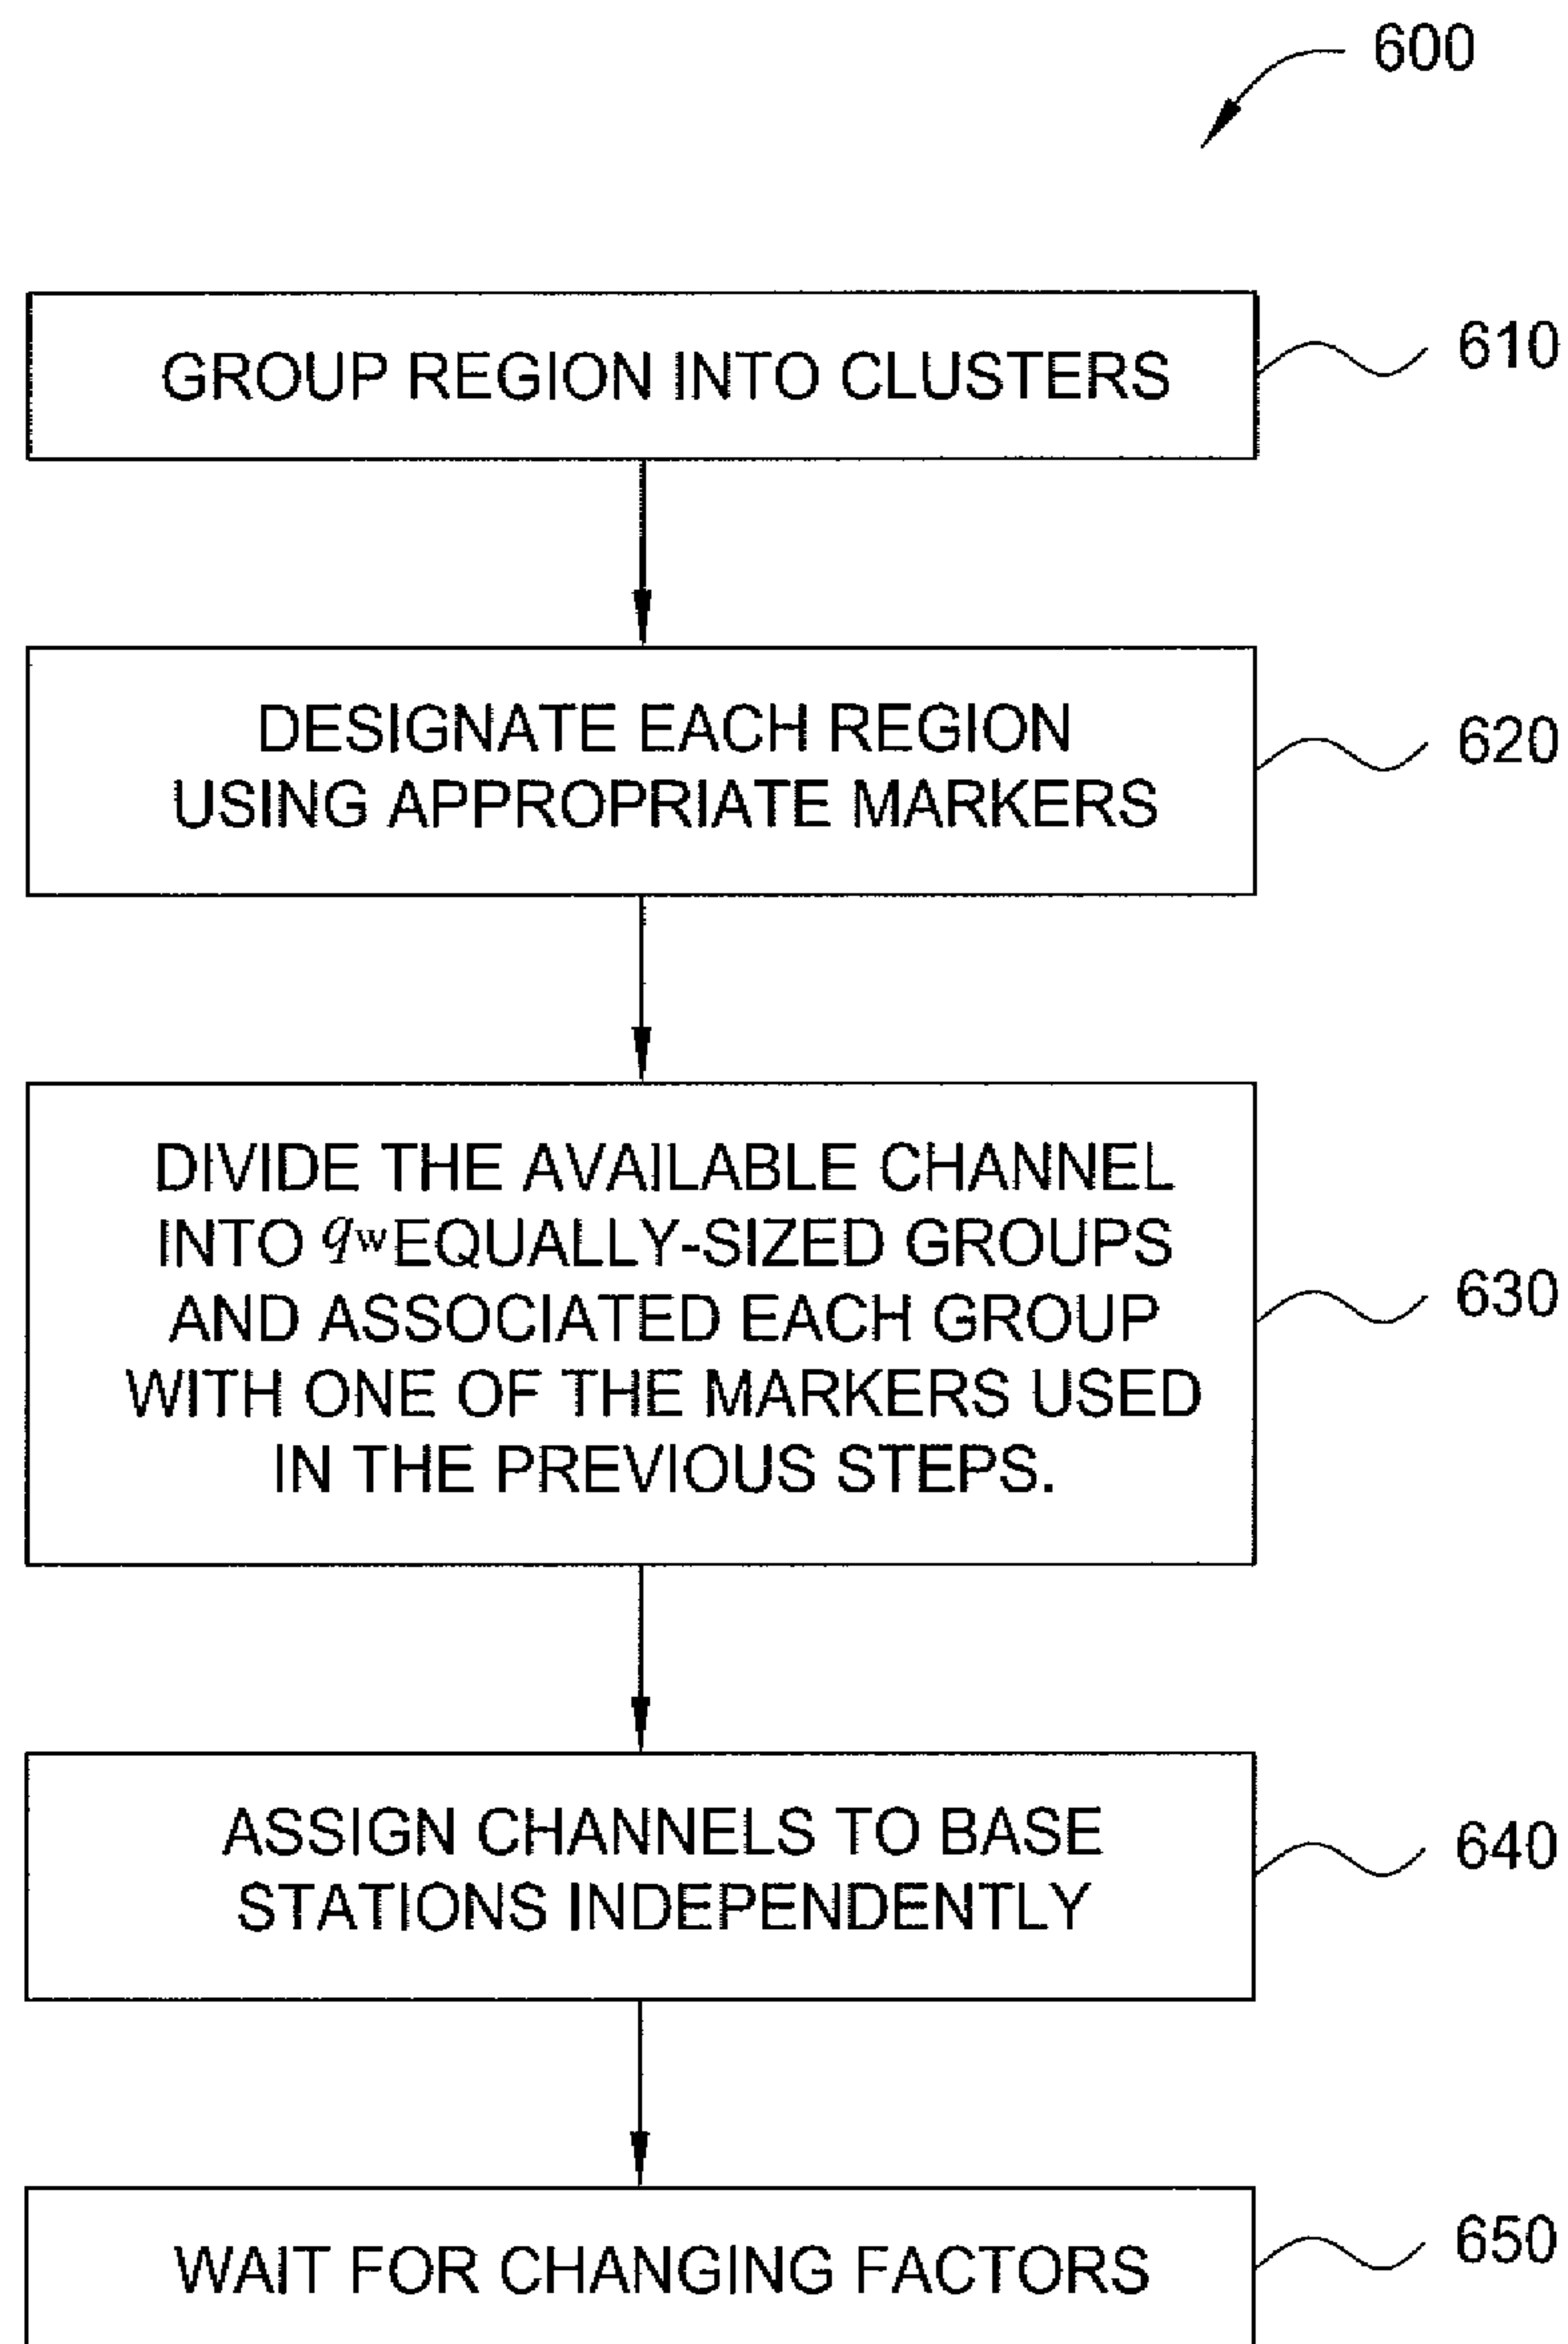 600
GROUP REGION INTO CLUSTERS
610
DESIGNATE EACH REGION
USING APPROPRIATE MARKERS
620
DIVIDE THE AVAILABLE CHANNEL
INTO qw EQUALLY-SIZED GROUPS
AND ASSOCIATED EACH GROUP
WITH ONE OF THE MARKERS USED
IN THE PREVIOUS STEPS.
630
ASSIGN CHANNELS TO BASE
STATIONS INDEPENDENTLY
640
WAIT FOR CHANGING FACTORS
650